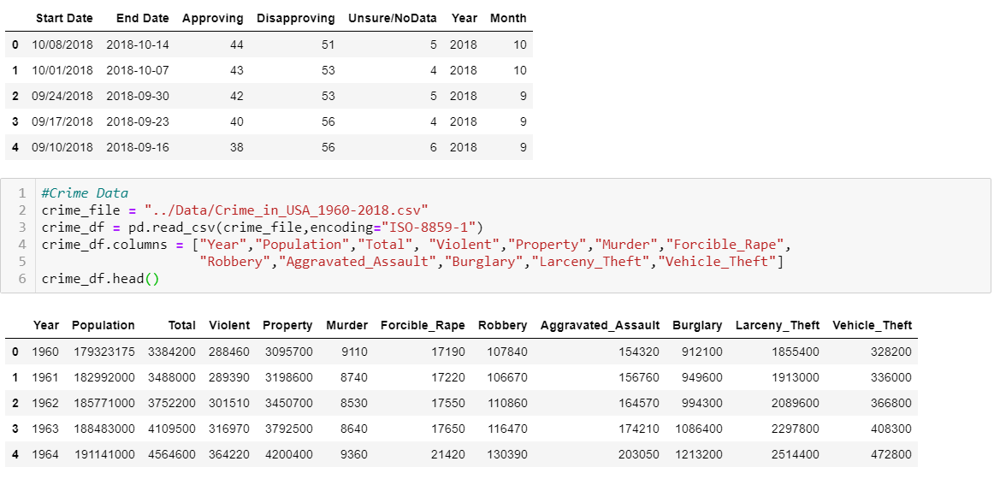 Start Date End Date Approving Disapproving Unsure/NoData Year Month
0 10/08/2018 2018-10-14 44 51 5 2018 10
1 10/01/2018 2018-10-07 43 53 4 2018 10
2 09/24/2018 2018-09-30 42 53 5 2018 9
3 09/17/2018 2018-09-23 40 56 4 2018 9
4 09/10/2018 2018-09-16 38 56 6 2018 9
1 #Crime Data
2 crime_file = "../Data/Crime_in_USA_1960-2018.csv"
3 crime_df = pd.read_csv(crime_file,encoding="ISO-8859-1")
4 crime_df.columns = ["Year","Population","Total", "Violent","Property","Murder","Forcible_Rape",
5 "Robbery","Aggravated_Assault","Burglary","Larceny_Theft","Vehicle_Theft"]
6 crime_df.head()
Year Population Total Violent Property Murder Forcible_Rape Robbery Aggravated_Assault Burglary Larceny_Theft Vehicle_Theft
0 1960 179323175 3384200 288460 3095700 9110 17190 107840 154320 912100 1855400 328200
1 1961 182992000 3488000 289390 3198600 8740 17220 106670 156760 949600 1913000 336000
2 1962 185771000 3752200 301510 3450700 8530 17550 110860 164570 994300 2089600 366800
3 1963 188483000 4109500 316970 3792500 8640 17650 116470 174210 1086400 2297800 408300
4 1964 191141000 4564600 364220 4200400 9360 21420 130390 203050 1213200 2514400 472800